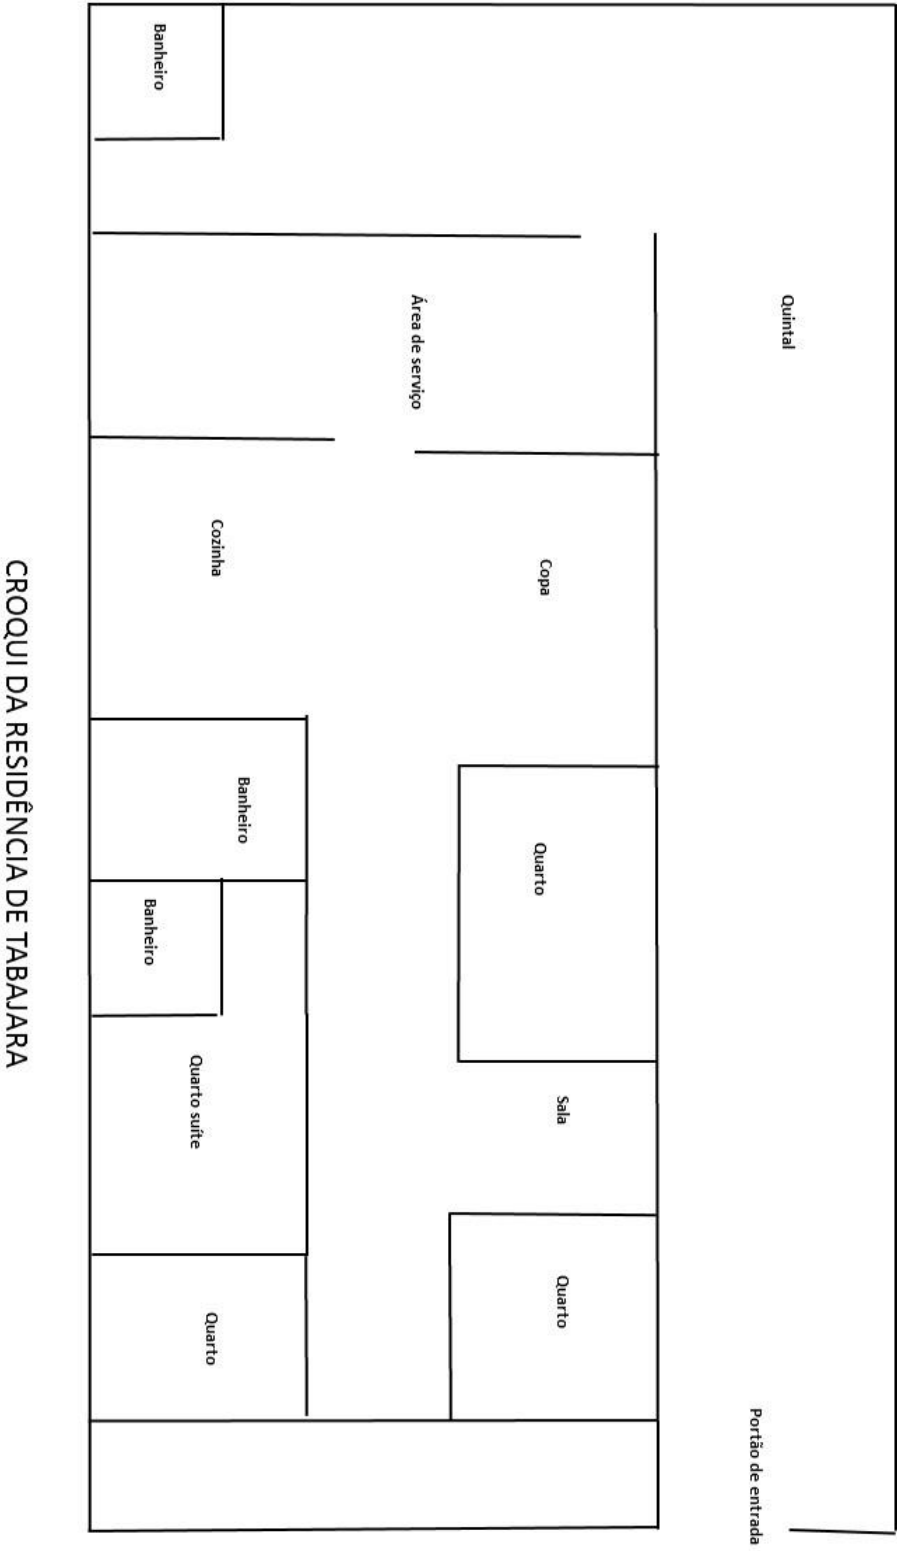 Banheiro
Quintal
Área de serviço
Cozinha
Copa
Banheiro
Quarto
Banheiro
Quarto suíte
Sala
Quarto
Quarto
Portão de entrada
CROQUI DA RESIDÊNCIA DE TABAJARA